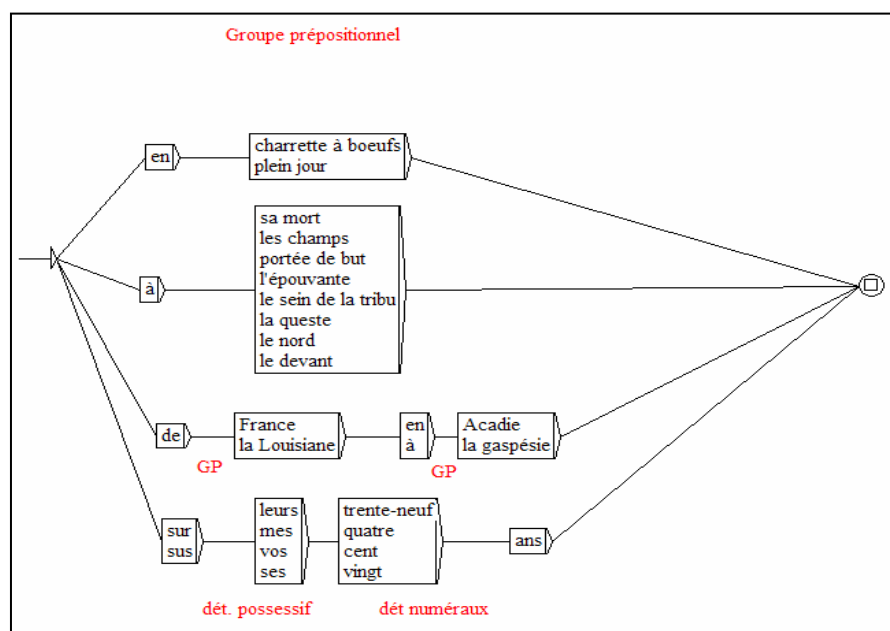 Groupe prépositionnel
en
charrette à boeufs
plein jour
à
sa mort
les champs
portée de but
l'épouvante
le sein de la tribu
la queste
le nord
le devant
de
France
la Louisiane
en
à
Acadie
la gaspésie
GP
GP
sur
sus
leurs
mes
vos
ses
trente-neuf
quatre
cent
vingt
ans
dét. possessif
dét numéraux